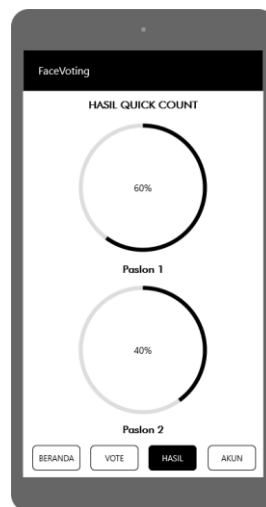 FaceVoting
HASIL QUICK COUNT
60%
Paslon 1
40%
Paslon 2
BERANDA VOTE HASIL AKUN